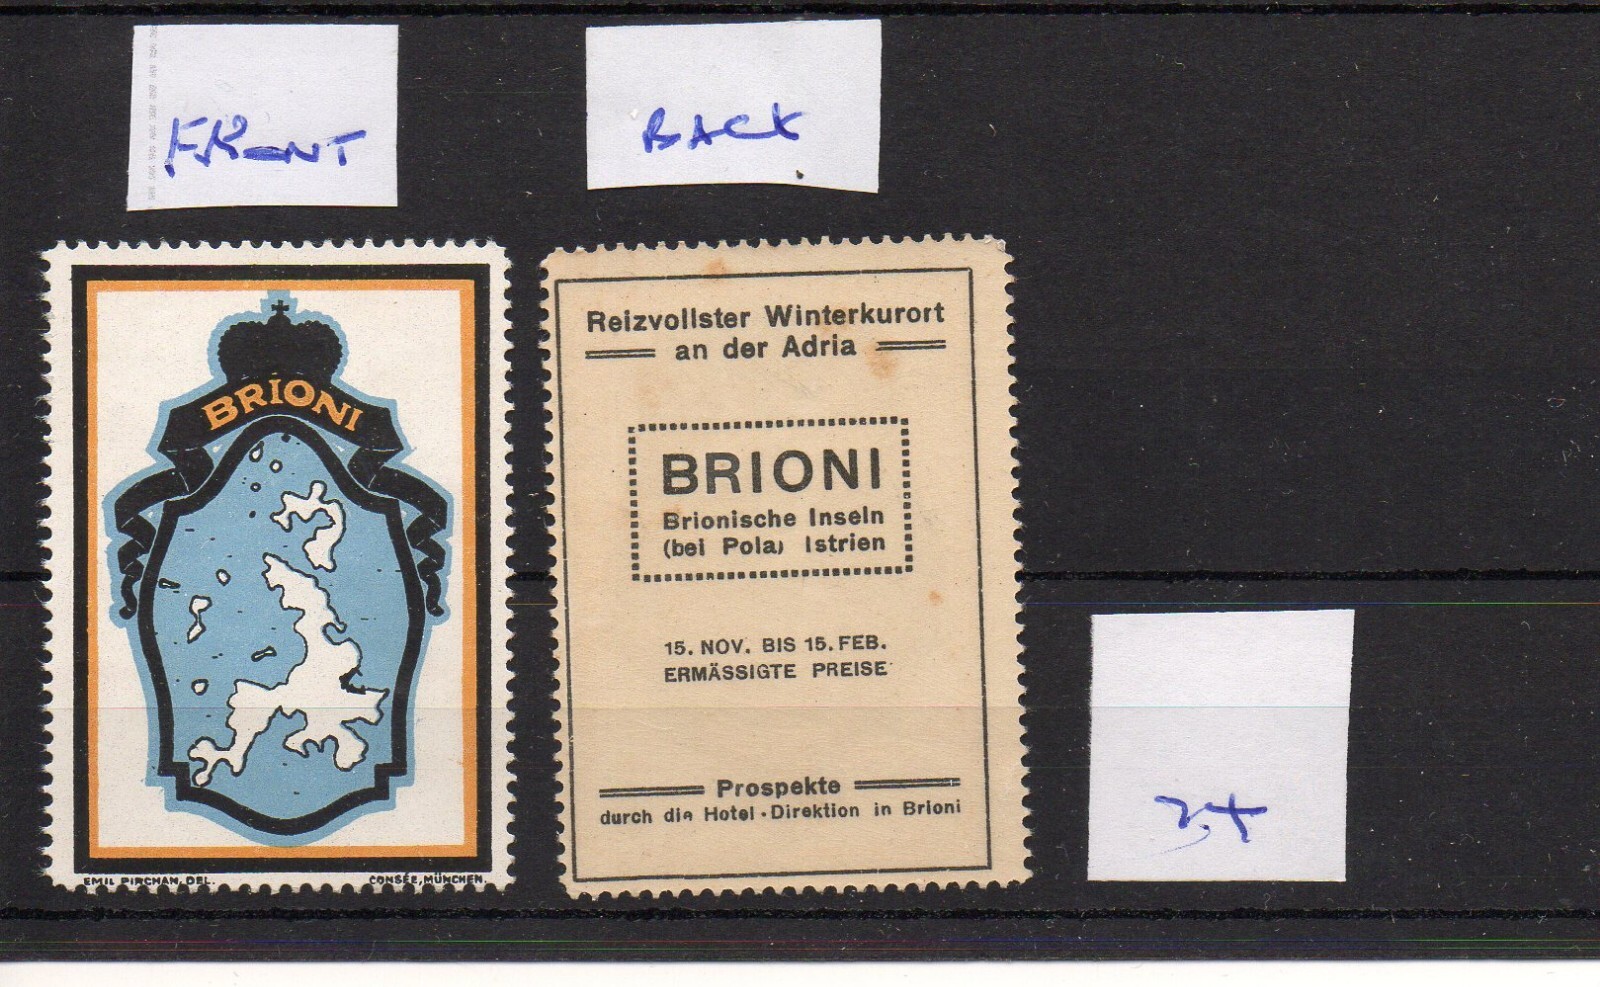 FRONT
BACK
BRIONI
EMIL PIRCHAN, DEL.
CONSÉE, MÜNCHEN.
Reizvollster Winterkurort
an der Adria
BRIONI
Brionische Inseln
(bei Pola) Istrien
15. NOV. BIS 15. FEB.
ERMÄSSIGTE PREISE
Prospekte
durch die Hotel-Direktion in Brioni